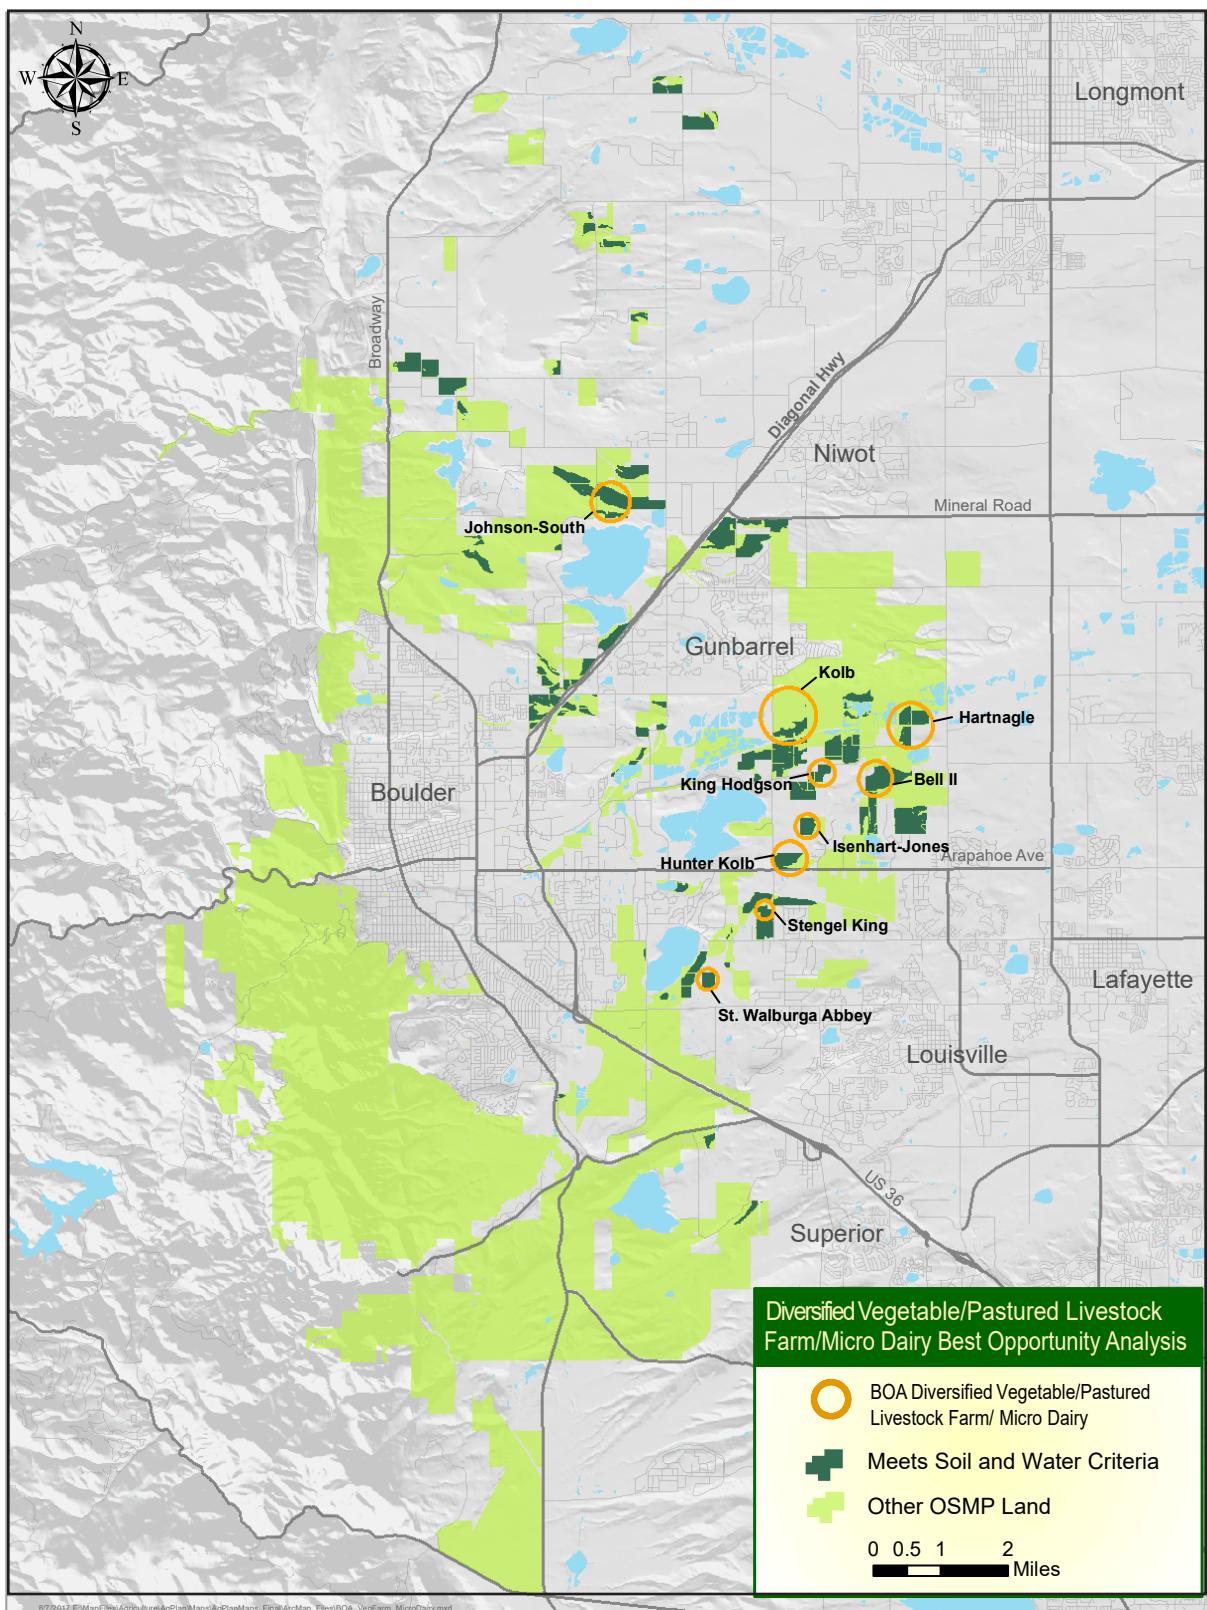 N
W E
S
Longmont
Broadway
Diagonal Hwy
Niwot
Mineral Road
Johnson-South
Gunbarrel
Kolb
Hartnagle
King Hodgson
Bell II
Boulder
Isenhart-Jones
Arapahoe Ave
Hunter Kolb
Stengel King
Lafayette
St. Walburga Abbey
Louisville
US 36
Superior
Diversified Vegetable/Pastured Livestock
Farm/Micro Dairy Best Opportunity Analysis
BOA Diversified Vegetable/Pastured
Livestock Farm/ Micro Dairy
Meets Soil and Water Criteria
Other OSMP Land
0 0.5 1 2
Miles